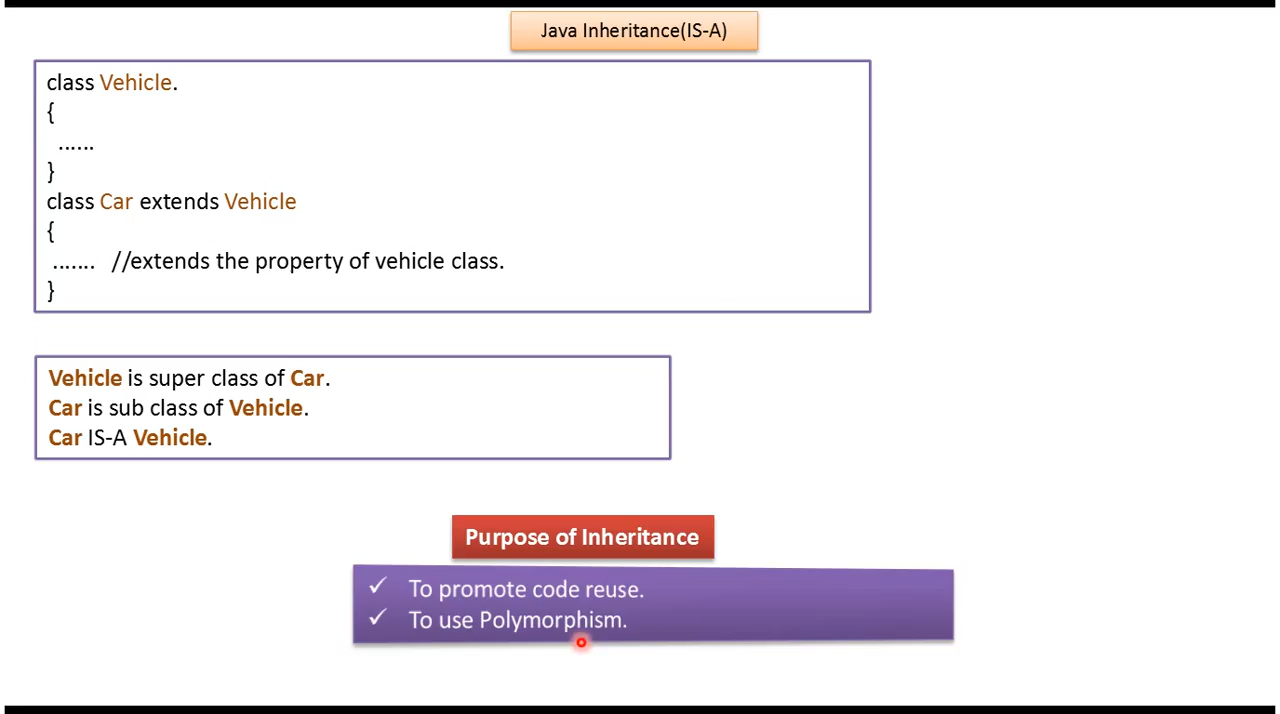 Java Inheritance(IS-A)
class Vehicle.
{
......
}
class Car extends Vehicle
{
....... //extends the property of vehicle class.
}
Vehicle is super class of Car.
Car is sub class of Vehicle.
Car IS-A Vehicle.
Purpose of Inheritance
✓ To promote code reuse.
✓ To use Polymorphism.